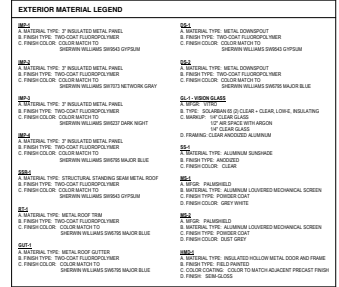 EXTERIOR MATERIAL LEGEND
IMP-1
A. MATERIAL TYPE: 3" INSULATED METAL PANEL
B. FINISH TYPE: TWO-COAT FLUOROPOLYMER
C. FINISH COLOR: COLOR MATCH TO
SHERWIN WILLIAMS SW9543 GYPSUM
IMP-2
A. MATERIAL TYPE: 3" INSULATED METAL PANEL
B. FINISH TYPE: TWO-COAT FLUOROPOLYMER
C. FINISH COLOR: COLOR MATCH TO
SHERWIN WILLIAMS SW7073 NETWORK GRAY
IMP-3
A. MATERIAL TYPE: 3" INSULATED METAL PANEL
B. FINISH TYPE: TWO-COAT FLUOROPOLYMER
C. FINISH COLOR: COLOR MATCH TO
SHERWIN WILLIAMS SW6237 DARK NIGHT
IMP-4
A. MATERIAL TYPE: 3" INSULATED METAL PANEL
B. FINISH TYPE: TWO-COAT FLUOROPOLYMER
C. FINISH COLOR: COLOR MATCH TO
SHERWIN WILLIAMS SW6795 MAJOR BLUE
SSR-1
A. MATERIAL TYPE: STRUCTURAL STANDING SEAM METAL ROOF
B. FINISH TYPE: TWO-COAT FLUOROPOLYMER
C. FINISH COLOR: COLOR MATCH TO
SHERWIN WILLIAMS SW9543 GYPSUM
RT-1
A. MATERIAL TYPE: METAL ROOF TRIM
B. FINISH TYPE: TWO-COAT FLUOROPOLYMER
C. FINISH COLOR: COLOR MATCH TO
SHERWIN WILLIAMS SW6795 MAJOR BLUE
GUT-1
A. MATERIAL TYPE: METAL ROOF GUTTER
B. FINISH TYPE: TWO-COAT FLUOROPOLYMER
C. FINISH COLOR: COLOR MATCH TO
SHERWIN WILLIAMS SW6795 MAJOR BLUE
DS-1
A. MATERIAL TYPE: METAL DOWNSPOUT
B. FINISH TYPE: TWO-COAT FLUOROPOLYMER
C. FINISH COLOR: COLOR MATCH TO
SHERWIN WILLIAMS SW9543 GYPSUM
DS-2
A. MATERIAL TYPE: METAL DOWNSPOUT
B. FINISH TYPE: TWO-COAT FLUOROPOLYMER
C. FINISH COLOR: COLOR MATCH TO
SHERWIN WILLIAMS SW6795 MAJOR BLUE
GL-1 - VISION GLASS
A. MFGR: VITRO
B. TYPE: SOLARBAN 65 (2) CLEAR + CLEAR, LOW-E, INSULATING
C. MARKUP: 1/4" CLEAR GLASS
1/2" AIR SPACE WITH ARGON
1/4" CLEAR GLASS
D. FRAMING: CLEAR ANODIZED ALUMINUM
SS-1
A. MATERIAL TYPE: ALUMINUM SUNSHADE
B. FINISH TYPE: ANODIZED
C. FINISH COLOR: CLEAR
MS-1
A. MFGR: PALMSHIELD
B. MATERIAL TYPE: ALUMINUM LOUVERED MECHANICAL SCREEN
C. FINISH TYPE: POWDER COAT
D. FINISH COLOR: GREY WHITE
MS-2
A. MFGR: PALMSHIELD
B. MATERIAL TYPE: ALUMINUM LOUVERED MECHANICAL SCREEN
C. FINISH TYPE: POWDER COAT
D. FINISH COLOR: DUST GREY
HMD-1
A. MATERIAL TYPE: INSULATED HOLLOW METAL DOOR AND FRAME
B. FINISH TYPE: FIELD PAINTED
C. COLOR COATING: COLOR TO MATCH ADJACENT PRECAST FINISH
D. FINISH: SEMI-GLOSS